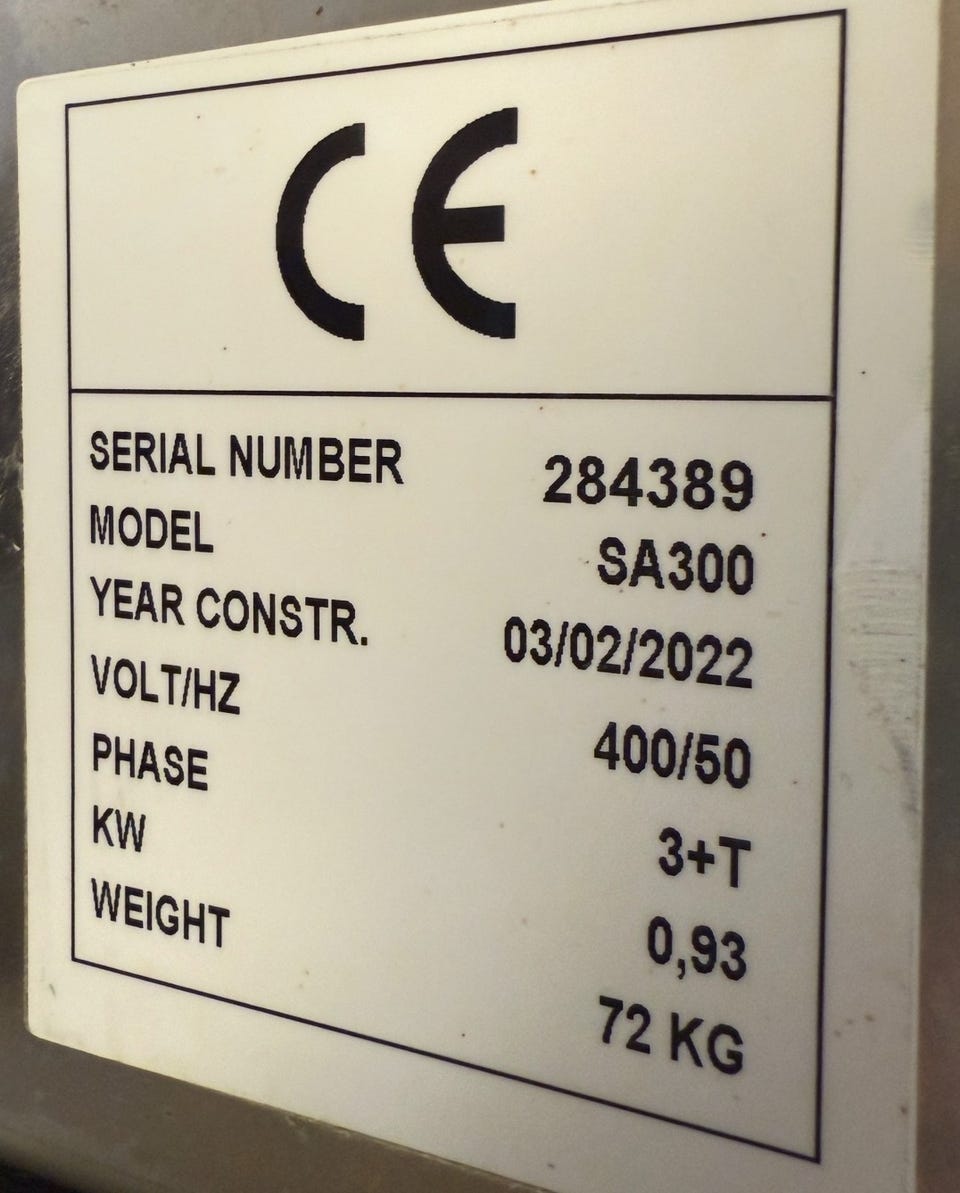 CE
SERIAL NUMBER 284389
MODEL SA300
YEAR CONSTR. 03/02/2022
VOLT/HZ 400/50
PHASE 3+T
KW 0,93
WEIGHT 72 KG